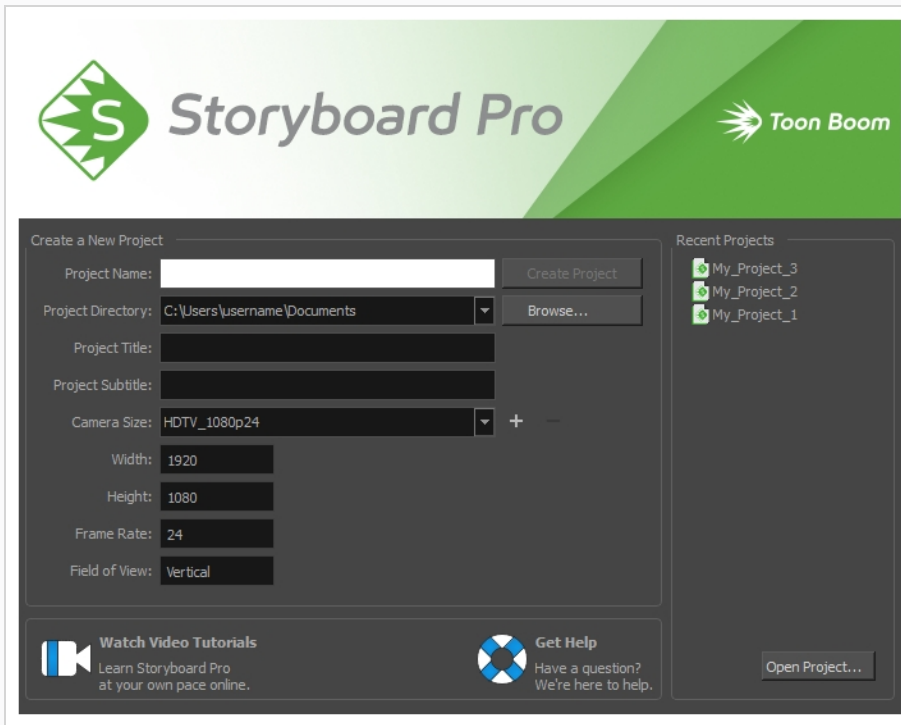 S Storyboard Pro
Toon Boom
Create a New Project
Project Name:
Create Project
Project Directory: C:\Users\username\Documents
Browse...
Project Title:
Project Subtitle:
Camera Size: HDTV_1080p24
+ −
Width: 1920
Height: 1080
Frame Rate: 24
Field of View: Vertical
Recent Projects
My_Project_3
My_Project_2
My_Project_1
Watch Video Tutorials
Learn Storyboard Pro
at your own pace online.
Get Help
Have a question?
We're here to help.
Open Project...